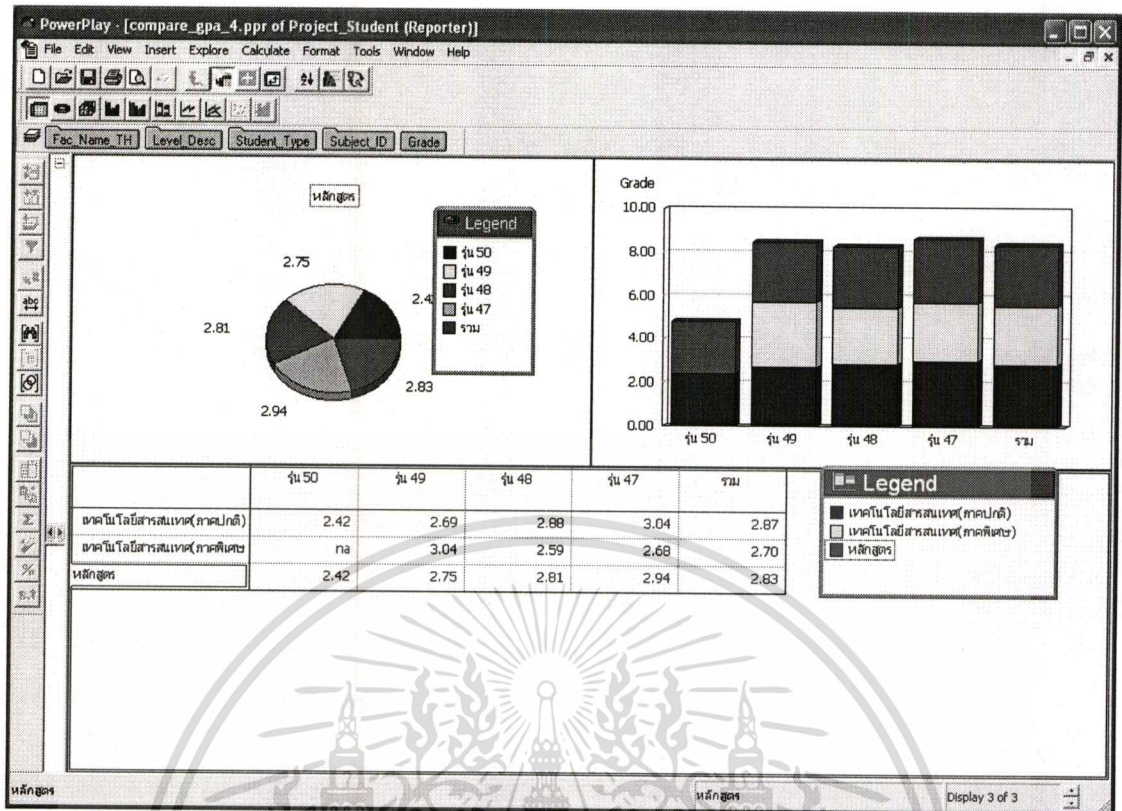 PowerPlay - [compare_gpa_4.ppr of Project_Student (Reporter)]
File Edit View Insert Explore Calculate Format Tools Window Help
Fac_Name_TH Level_Desc Student_Type Subject_ID Grade
หลักสูตร
2.75
2.4
2.81
2.83
2.94
Legend
รุ่น 50
รุ่น 49
รุ่น 48
รุ่น 47
รวม
Grade
10.00
8.00
6.00
4.00
2.00
0.00
รุ่น 50 รุ่น 49 รุ่น 48 รุ่น 47 รวม
รุ่น 50 รุ่น 49 รุ่น 48 รุ่น 47 รวม
เทคโนโลยีสารสนเทศ(ภาคปกติ) 2.42 2.69 2.88 3.04 2.87
เทคโนโลยีสารสนเทศ(ภาคพิเศษ na 3.04 2.59 2.68 2.70
หลักสูตร 2.42 2.75 2.81 2.94 2.83
Legend
เทคโนโลยีสารสนเทศ(ภาคปกติ)
เทคโนโลยีสารสนเทศ(ภาคพิเศษ)
หลักสูตร
หลักสูตร หลักสูตร Display 3 of 3